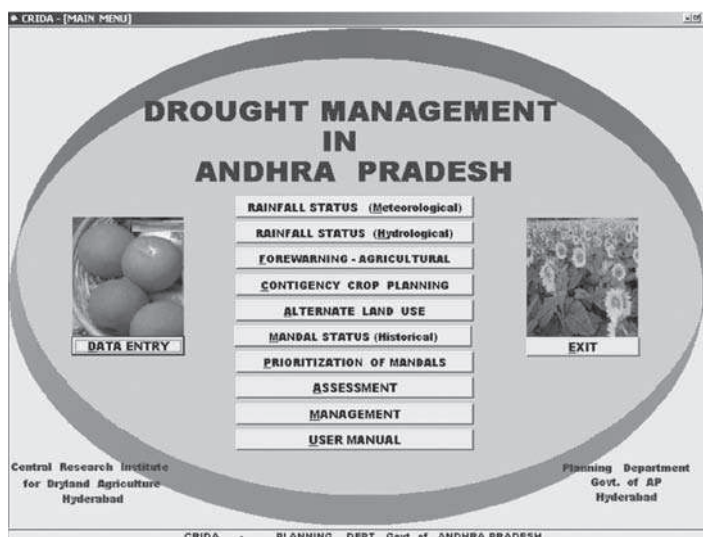 CRIDA - [MAIN MENU]
DROUGHT MANAGEMENT
IN
ANDHRA PRADESH
RAINFALL STATUS (Meteorological)
RAINFALL STATUS (Hydrological)
FOREWARNING - AGRICULTURAL
CONTIGENCY CROP PLANNING
ALTERNATE LAND USE
MANDAL STATUS (Historical)
PRIORITIZATION OF MANDALS
ASSESSMENT
MANAGEMENT
USER MANUAL
DATA ENTRY
EXIT
Central Research Institute
for Dryland Agriculture
Hyderabad
Planning Department
Govt. of AP
Hyderabad
CRIDA - PLANNING DEPT Govt of ANDHRA PRADESH